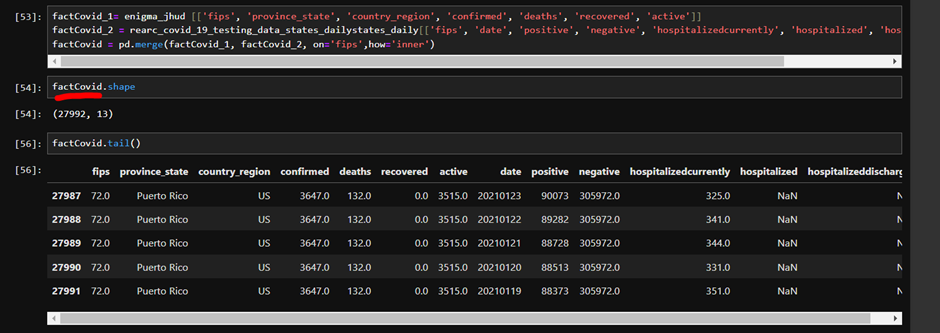 [53]: factCovid_1= enigma_jhud [['fips', 'province_state', 'country_region', 'confirmed', 'deaths', 'recovered', 'active']]
factCovid_2 = rearc_covid_19_testing_data_states_dailystates_daily[['fips', 'date', 'positive', 'negative', 'hospitalizedcurrently', 'hospitalized', 'hos
factCovid = pd.merge(factCovid_1, factCovid_2, on='fips',how='inner')
[54]: factCovid.shape
[54]: (27992, 13)
[56]: factCovid.tail()
[56]: fips province_state country_region confirmed deaths recovered active date positive negative hospitalizedcurrently hospitalized hospitalizeddischarg
27987 72.0 Puerto Rico US 3647.0 132.0 0.0 3515.0 20210123 90073 305972.0 325.0 NaN N
27988 72.0 Puerto Rico US 3647.0 132.0 0.0 3515.0 20210122 89282 305972.0 341.0 NaN N
27989 72.0 Puerto Rico US 3647.0 132.0 0.0 3515.0 20210121 88728 305972.0 344.0 NaN N
27990 72.0 Puerto Rico US 3647.0 132.0 0.0 3515.0 20210120 88513 305972.0 331.0 NaN N
27991 72.0 Puerto Rico US 3647.0 132.0 0.0 3515.0 20210119 88373 305972.0 351.0 NaN N